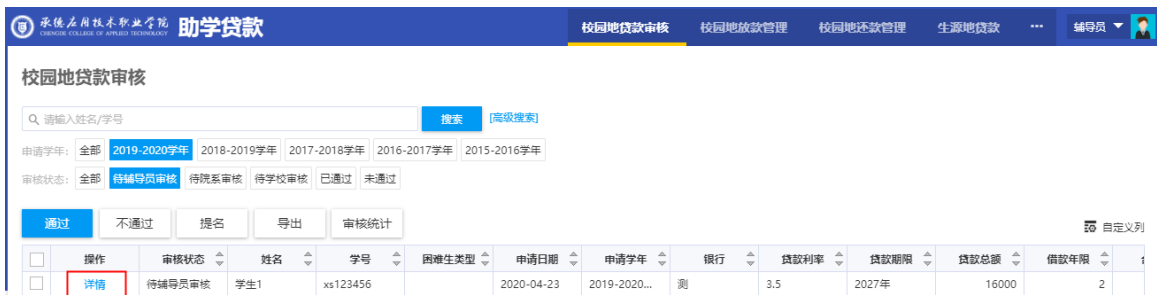 承德应用技术职业学院 助学贷款 校园地贷款审核 校园地放款管理 校园地还款管理 生源地贷款 ··· 辅导员
CHENGDE COLLEGE OF APPLIED TECHNOLOGY
校园地贷款审核
请输入姓名/学号 搜索 [高级搜索]
申请学年: 全部 2019-2020学年 2018-2019学年 2017-2018学年 2016-2017学年 2015-2016学年
审核状态: 全部 待辅导员审核 待院系审核 待学校审核 已通过 未通过
通过 不通过 提名 导出 审核统计 自定义列
操作 审核状态 姓名 学号 困难生类型 申请日期 申请学年 银行 贷款利率 贷款期限 贷款总额 借款年限
详情 待辅导员审核 学生1 xs123456 2020-04-23 2019-2020... 测 3.5 2027年 16000 2